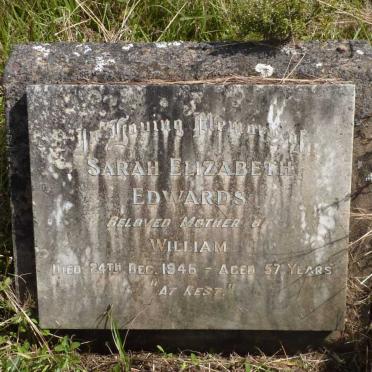 In Loving Memory of
SARAH ELIZABETH
EDWARDS
BELOVED MOTHER OF
WILLIAM
DIED 24TH DEC. 1946 - AGED 57 YEARS
"AT REST."